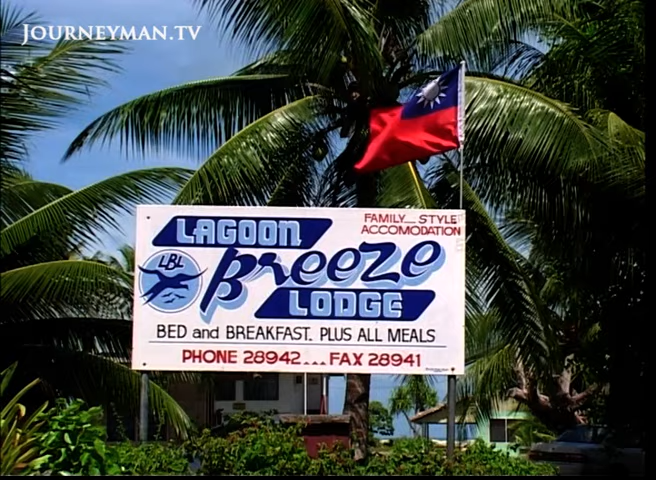 JOURNEYMAN.TV
FAMILY STYLE
ACCOMODATION
LAGOON
Breeze
LODGE
LBL
BED and BREAKFAST. PLUS ALL MEALS
PHONE 28942...FAX 28941